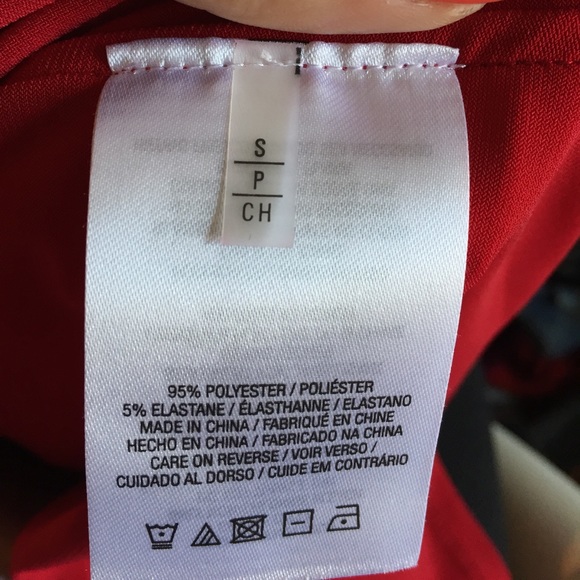 S
P
CH
95% POLYESTER / POLIÉSTER
5% ELASTANE / ÉLASTHANNE / ELASTANO
MADE IN CHINA / FABRIQUÉ EN CHINE
HECHO EN CHINA / FABRICADO NA CHINA
CARE ON REVERSE / VOIR VERSO /
CUIDADO AL DORSO / CUIDE EM CONTRÁRIO